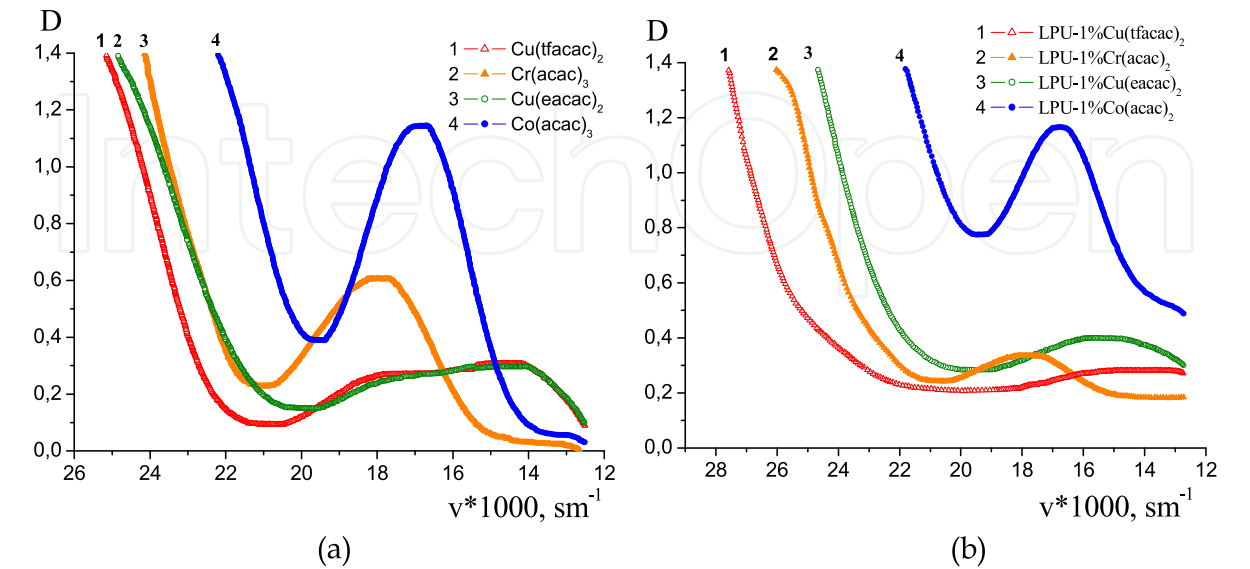 D
1 2 3 4
1,4
1,2
1,0
0,8
0,6
0,4
0,2
0,0
26 24 22 20 18 16 14 12
ν*1000, sm⁻¹
1 Cu(tfacac)₂
2 Cr(acac)₃
3 Cu(eacac)₂
4 Co(acac)₃
(a)
D
1 2 3 4
1,4
1,2
1,0
0,8
0,6
0,4
0,2
0,0
28 26 24 22 20 18 16 14 12
ν*1000, sm⁻¹
1 LPU-1%Cu(tfacac)₂
2 LPU-1%Cr(acac)₂
3 LPU-1%Cu(eacac)₂
4 LPU-1%Co(acac)₂
(b)
IntechOpen